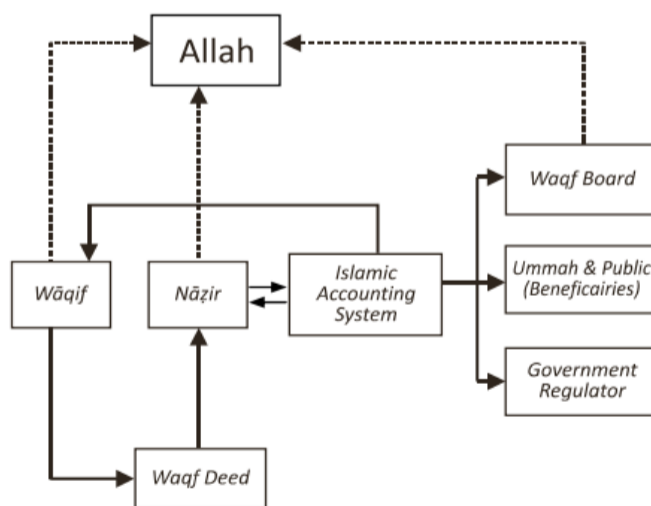 Allah
Waqf Board
Wāqif
Nāẓir
Islamic
Accounting
System
Ummah & Public
(Beneficairies)
Government
Regulator
Waqf Deed